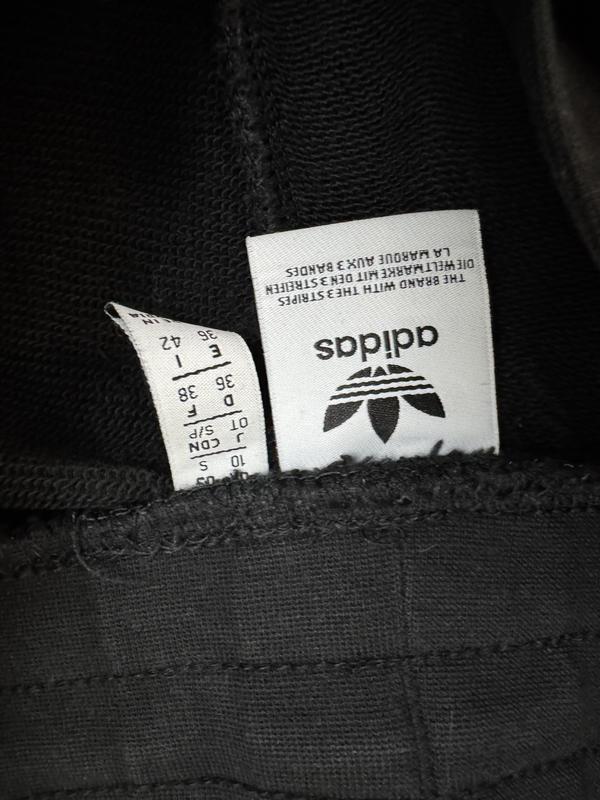 adidas
THE BRAND WITH THE 3 STRIPES
DIE WELTMARKE MIT DEN 3 STREIFEN
LA MARQUE AUX 3 BANDES
10 S
J CDN
OT S/P
D F
36 38
E I
36 42
IN